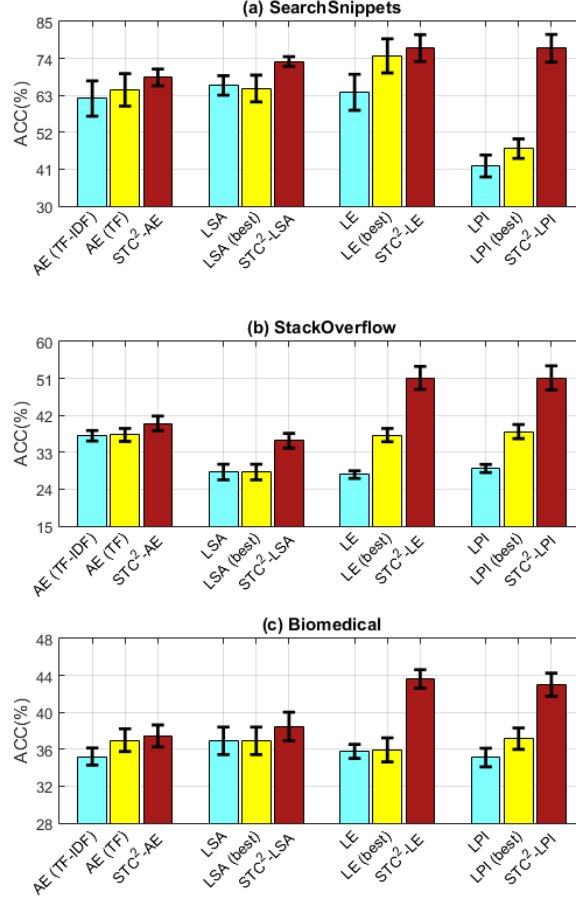 (a) SearchSnippets
85
74
63
52
41
30
ACC(%)
AE (TF-IDF)
AE (TF)
STC²-AE
LSA
LSA (best)
STC²-LSA
LE
LE (best)
STC²-LE
LPI
LPI (best)
STC²-LPI
(b) StackOverflow
60
51
42
33
24
15
ACC(%)
AE (TF-IDF)
AE (TF)
STC²-AE
LSA
LSA (best)
STC²-LSA
LE
LE (best)
STC²-LE
LPI
LPI (best)
STC²-LPI
(c) Biomedical
48
44
40
36
32
28
ACC(%)
AE (TF-IDF)
AE (TF)
STC²-AE
LSA
LSA (best)
STC²-LSA
LE
LE (best)
STC²-LE
LPI
LPI (best)
STC²-LPI